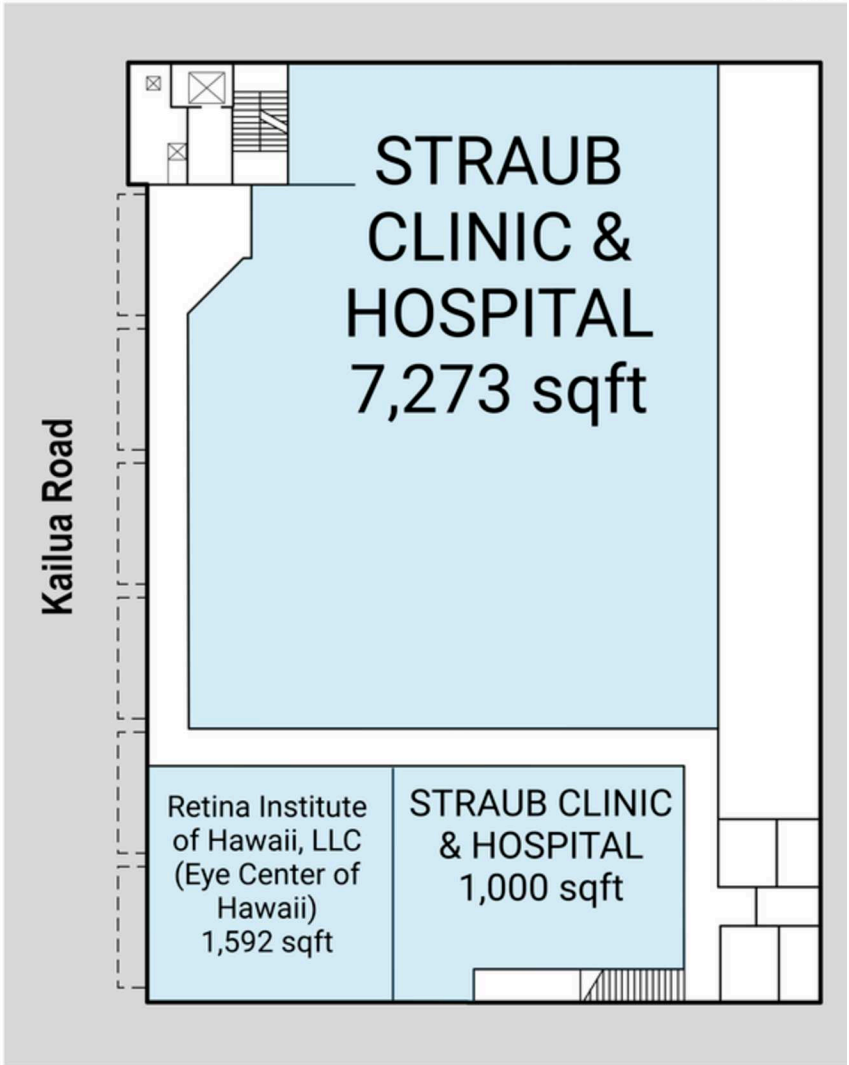 STRAUB
CLINIC &
HOSPITAL
7,273 sqft
Kailua Road
Retina Institute
of Hawaii, LLC
(Eye Center of
Hawaii)
1,592 sqft
STRAUB CLINIC
& HOSPITAL
1,000 sqft